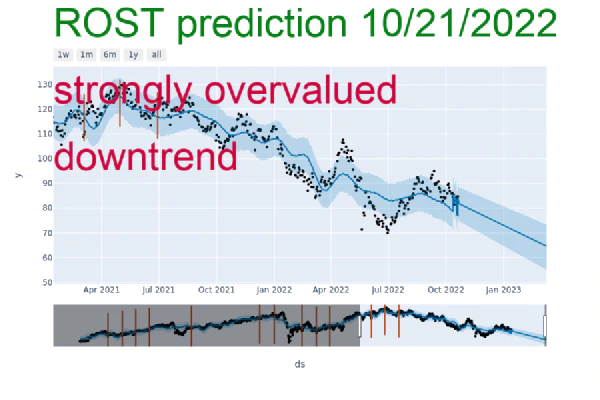 ROST prediction 10/21/2022
1w 1m 6m 1y all
strongly overvalued
downtrend
130
120
110
100
90
80
70
60
50
y
Apr 2021 Jul 2021 Oct 2021 Jan 2022 Apr 2022 Jul 2022 Oct 2022 Jan 2023
ds